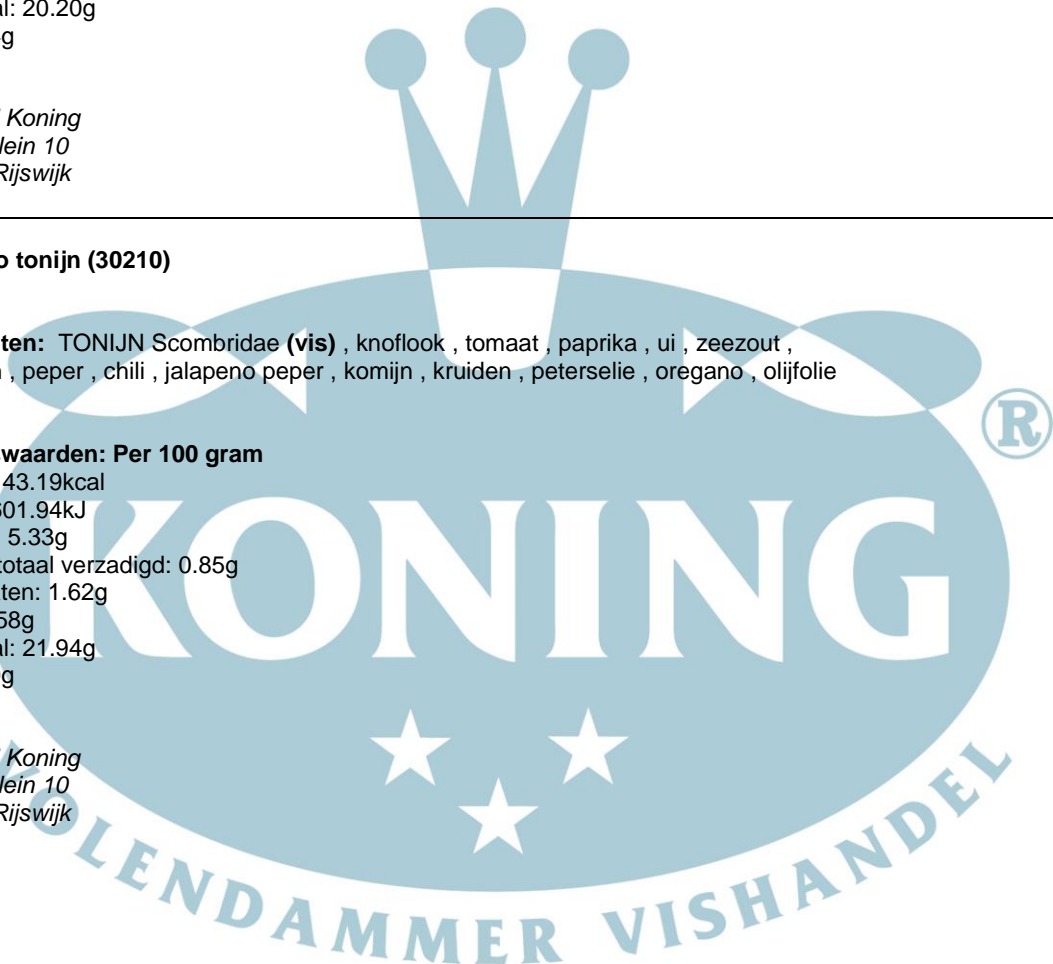 al: 20.20g
g
Koning
lein 10
Rijswijk
o tonijn (30210)
ten: TONIJN Scombridae (vis) , knoflook , tomaat , paprika , ui , zeezout ,
, peper , chili , jalapeno peper , komijn , kruiden , peterselie , oregano , olijfolie
swaarden: Per 100 gram
43.19kcal
601.94kJ
5.33g
totaal verzadigd: 0.85g
ten: 1.62g
58g
al: 21.94g
g
Koning
lein 10
Rijswijk
KONING
®
VOLENDAMMER VISHANDEL